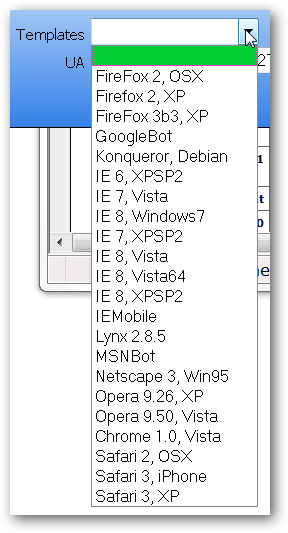 Templates
UA
FireFox 2, OSX
Firefox 2, XP
FireFox 3b3, XP
GoogleBot
Konqueror, Debian
IE 6, XPSP2
IE 7, Vista
IE 8, Windows7
IE 7, XPSP2
IE 8, Vista
IE 8, Vista64
IE 8, XPSP2
IEMobile
Lynx 2.8.5
MSNBot
Netscape 3, Win95
Opera 9.26, XP
Opera 9.50, Vista
Chrome 1.0, Vista
Safari 2, OSX
Safari 3, iPhone
Safari 3, XP